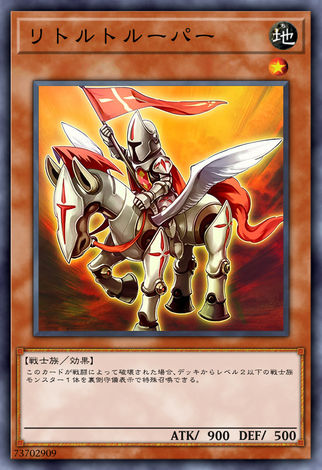 リトルトルーパー
地
ち
【戦士族／効果】
このカードが戦闘によって破壊された場合、デッキからレベル２以下の戦士族
モンスター１体を裏側守備表示で特殊召喚できる。
ATK/ 900 DEF/ 500
73702909